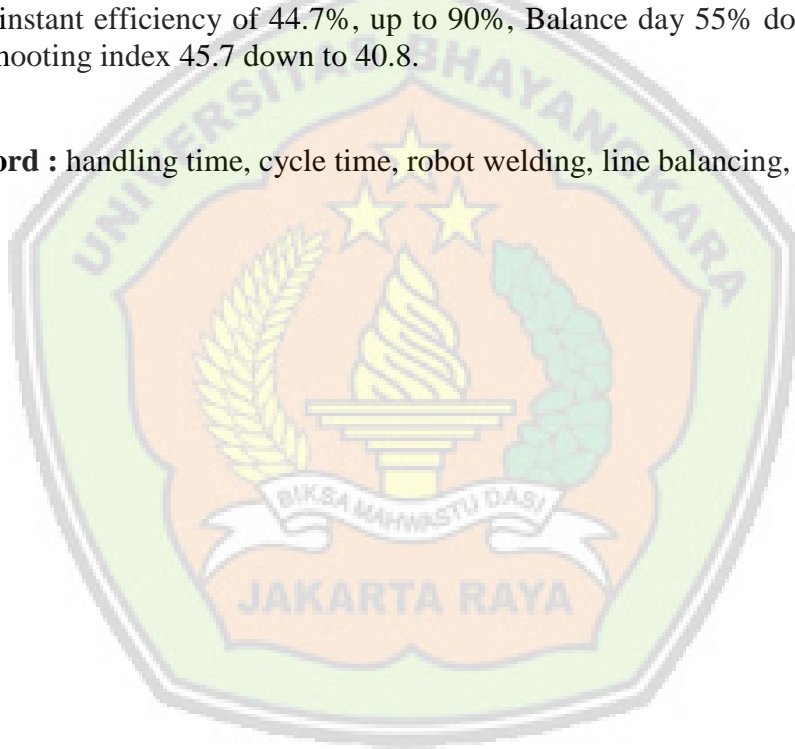 instant efficiency of 44.7%, up to 90%, Balance day 55% do
hooting index 45.7 down to 40.8.
ord : handling time, cycle time, robot welding, line balancing,
UNIVERSITAS BHAYANGKARA
BIKSA MAHWASTU DASI
JAKARTA RAYA